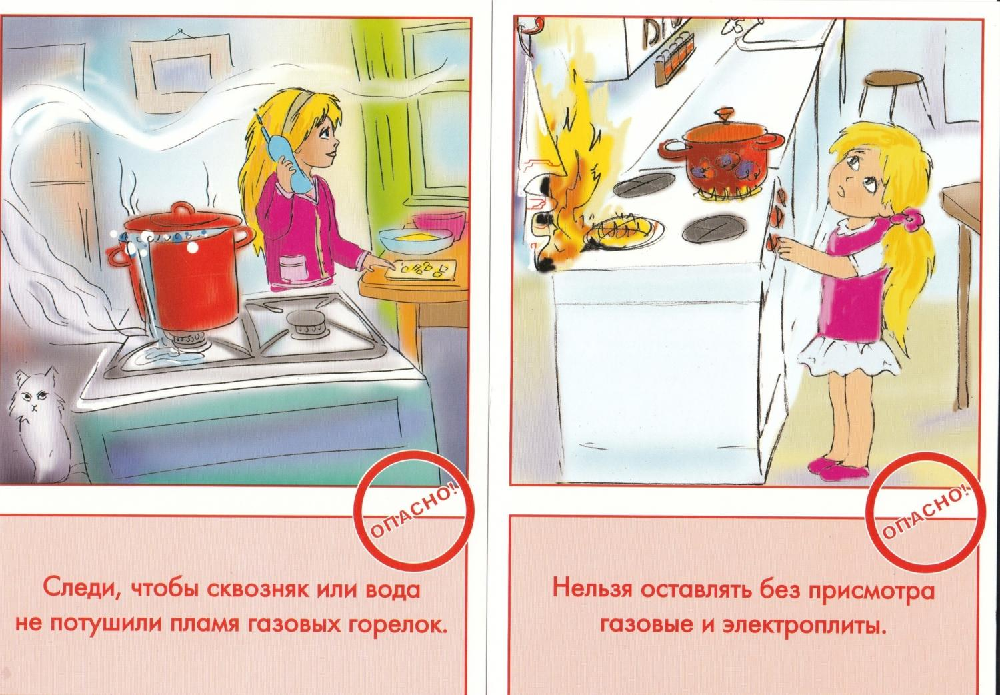 ОПАСНО!
Следи, чтобы сквозняк или вода
не потушили пламя газовых горелок.
ОПАСНО!
Нельзя оставлять без присмотра
газовые и электроплиты.